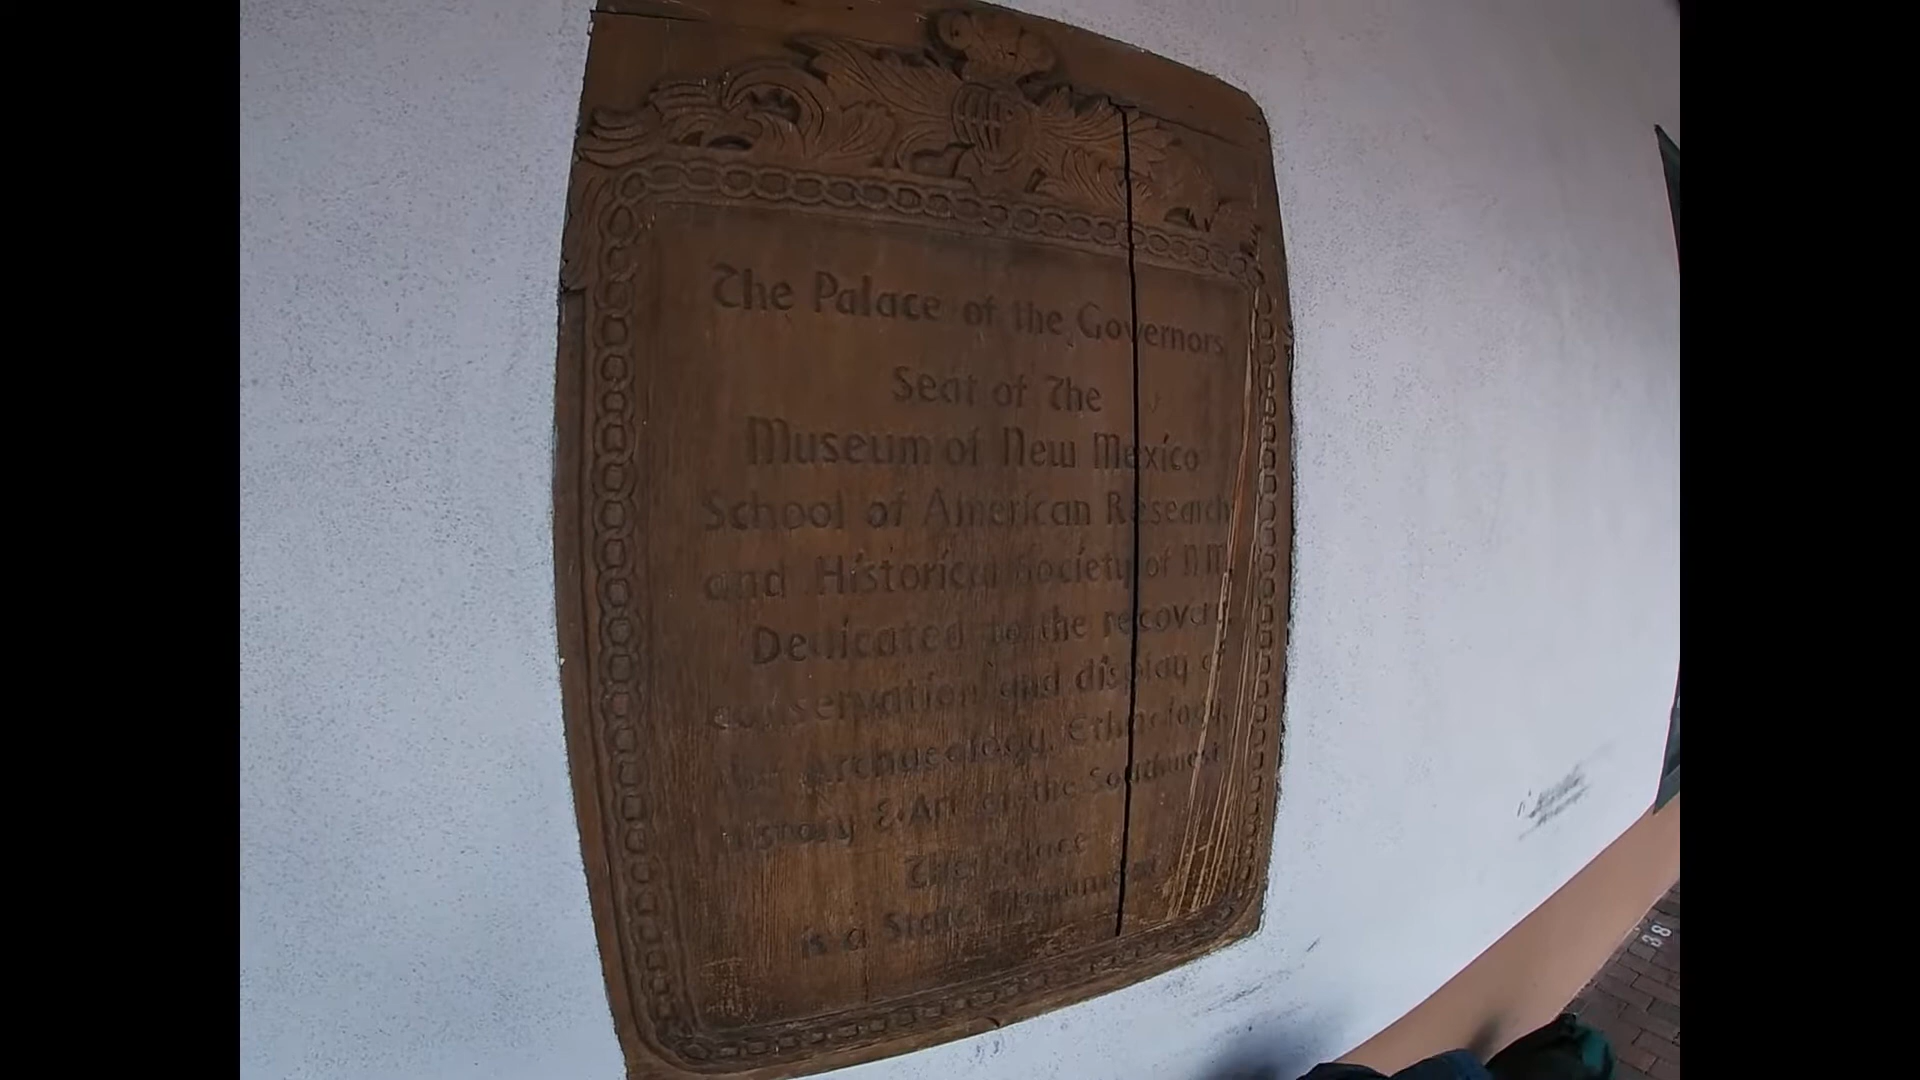 The Palace of the Governors
Seat of The
Museum of New Mexico
School of American Research
and Historical Society of N.M.
Dedicated to the recovery,
conservation and display of
the Archaeology, Ethnology,
History & Art of the Southwest.
The Palace
is a State Monument
38